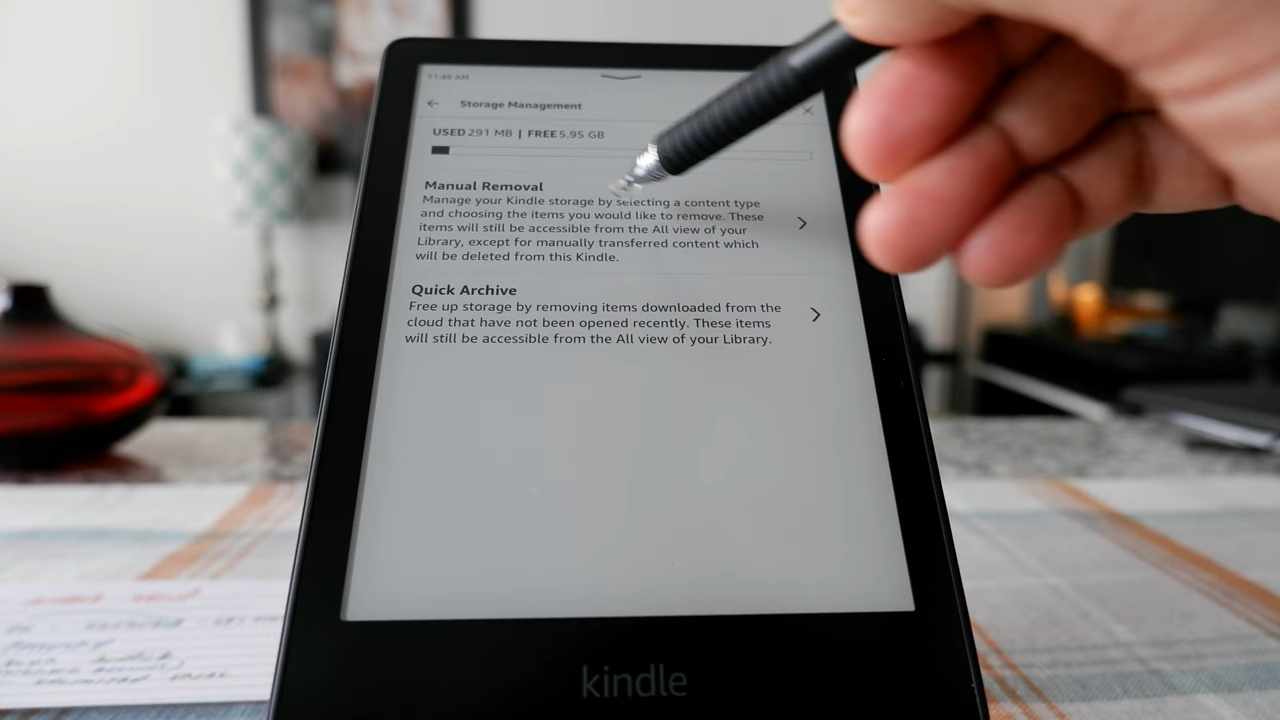 11:45 AM
Storage Management
USED 291 MB | FREE 5.95 GB
Manual Removal
Manage your Kindle storage by selecting a content type
and choosing the items you would like to remove. These
items will still be accessible from the All view of your
Library, except for manually transferred content which
will be deleted from this Kindle.
Quick Archive
Free up storage by removing items downloaded from the
cloud that have not been opened recently. These items
will still be accessible from the All view of your Library.
kindle